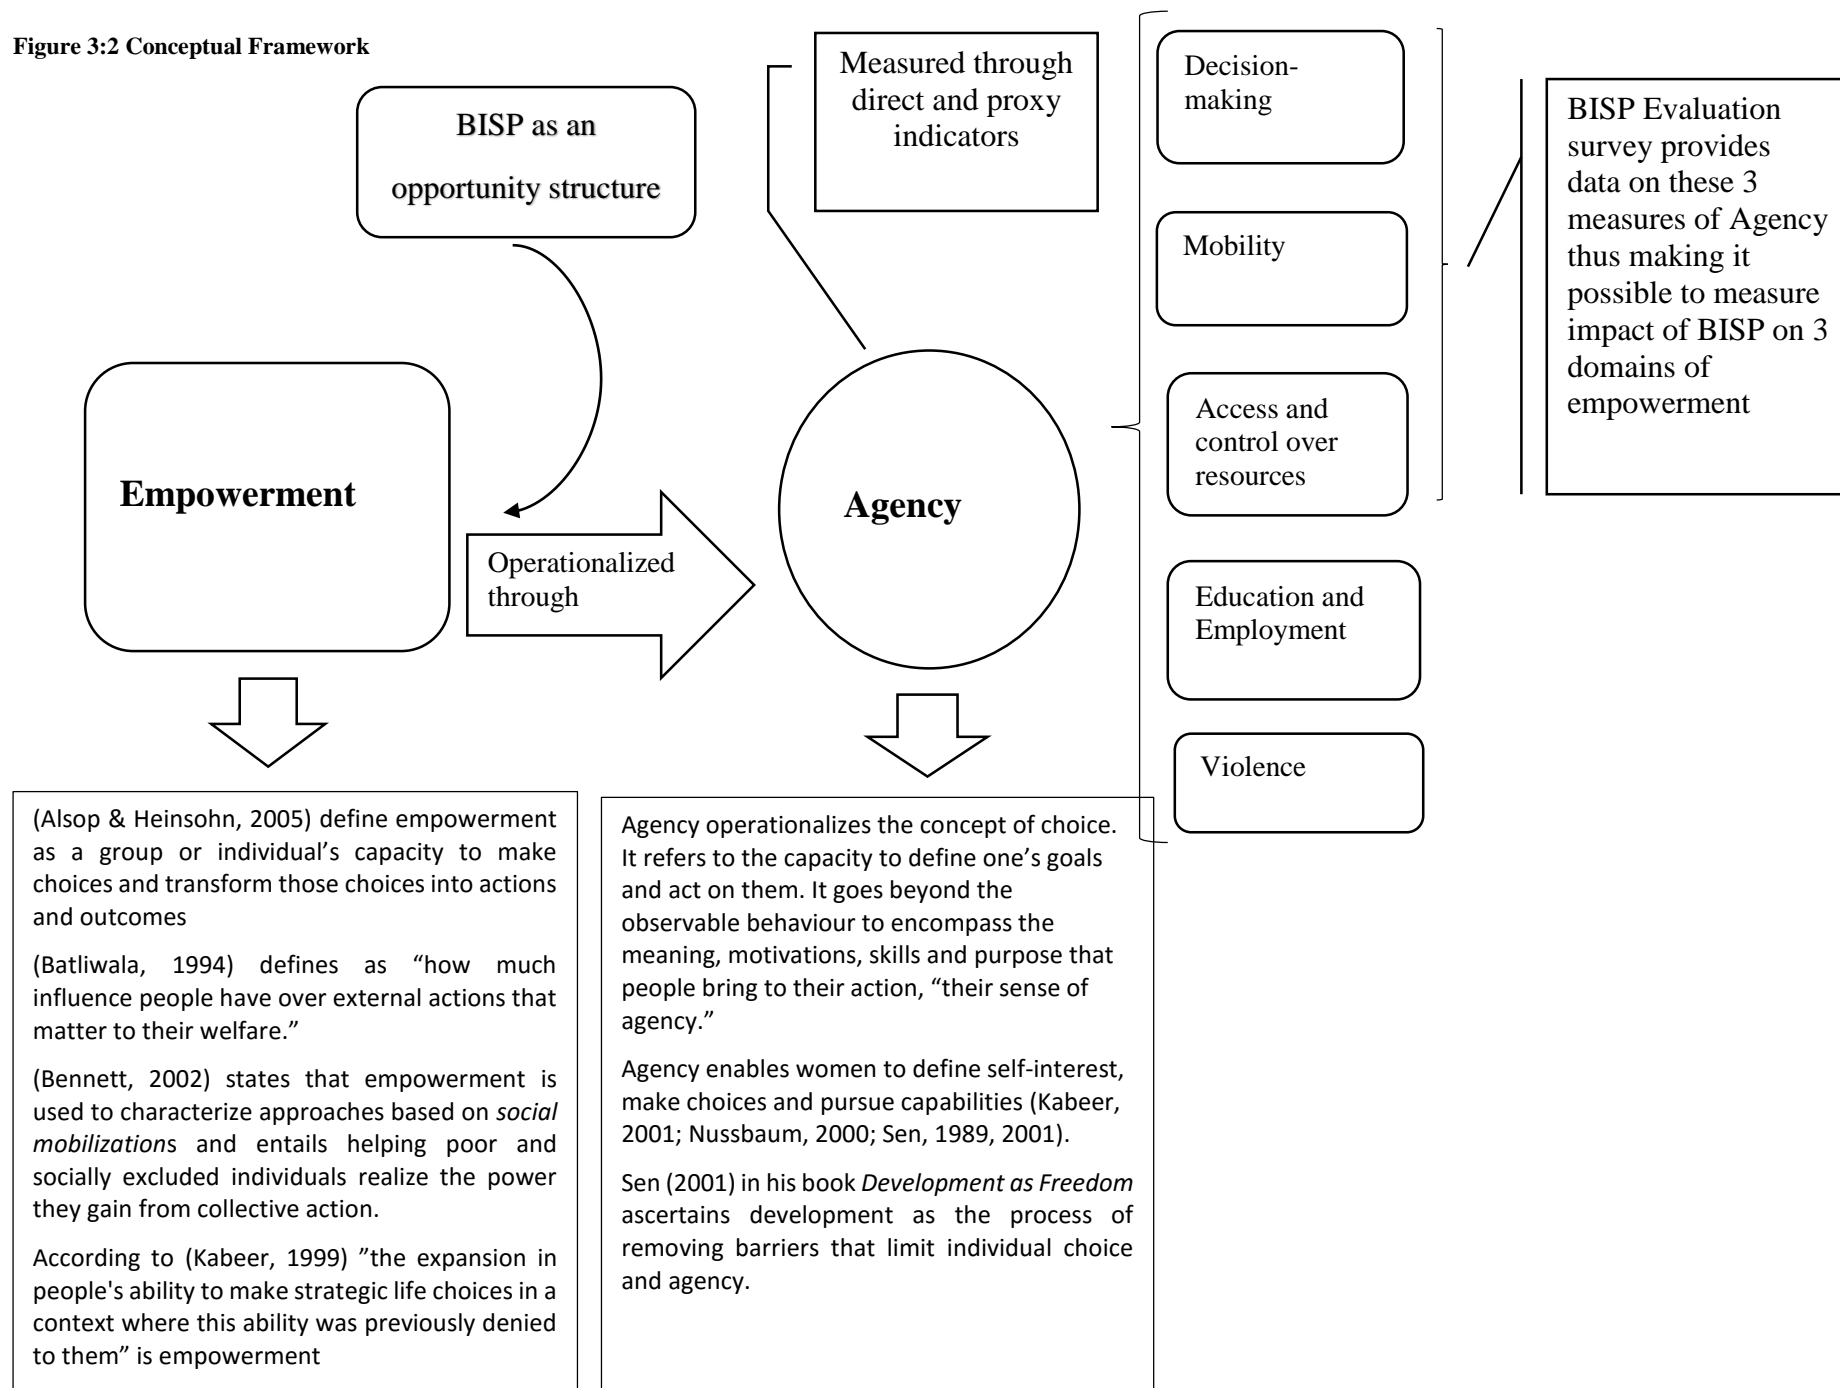 Figure 3:2 Conceptual Framework
BISP as an
opportunity structure
Measured through
direct and proxy
indicators
Decision-
making
Mobility
Access and
control over
resources
Education and
Employment
Violence
BISP Evaluation
survey provides
data on these 3
measures of Agency
thus making it
possible to measure
impact of BISP on 3
domains of
empowerment
Empowerment
Operationalized
through
Agency
(Alsop & Heinsohn, 2005) define empowerment
as a group or individual’s capacity to make
choices and transform those choices into actions
and outcomes
(Batliwala, 1994) defines as “how much
influence people have over external actions that
matter to their welfare.”
(Bennett, 2002) states that empowerment is
used to characterize approaches based on social
mobilizations and entails helping poor and
socially excluded individuals realize the power
they gain from collective action.
According to (Kabeer, 1999) ”the expansion in
people's ability to make strategic life choices in a
context where this ability was previously denied
to them” is empowerment
Agency operationalizes the concept of choice.
It refers to the capacity to define one’s goals
and act on them. It goes beyond the
observable behaviour to encompass the
meaning, motivations, skills and purpose that
people bring to their action, “their sense of
agency.”
Agency enables women to define self-interest,
make choices and pursue capabilities (Kabeer,
2001; Nussbaum, 2000; Sen, 1989, 2001).
Sen (2001) in his book Development as Freedom
ascertains development as the process of
removing barriers that limit individual choice
and agency.